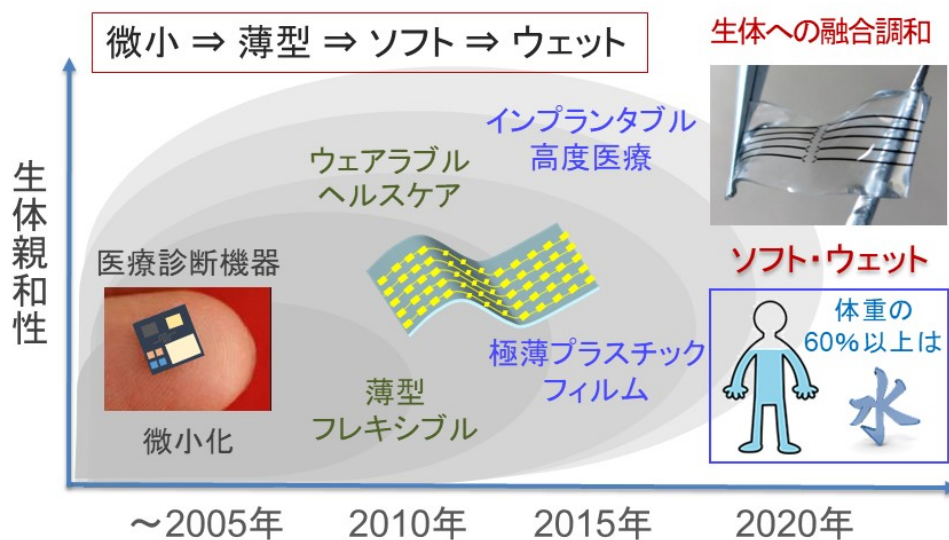 微小 ⇒ 薄型 ⇒ ソフト ⇒ ウェット
生体への融合調和
インプランタブル
高度医療
ウェアラブル
ヘルスケア
生体親和性
医療診断機器
微小化
薄型
フレキシブル
極薄プラスチック
フィルム
ソフト・ウェット
体重の
60%以上は
水
～2005年
2010年
2015年
2020年